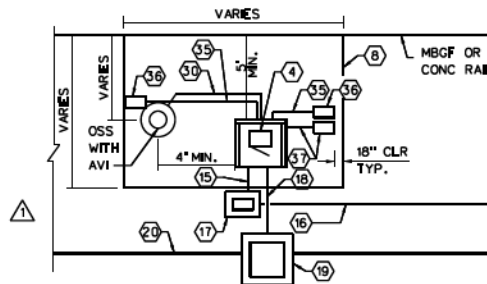 VARIES
MBGF OR
CONC RAI
8
35
30
36
5' MIN.
4
35
36
VARIES
VARIES
OSS
WITH
AVI
4" MIN.
37
18" CLR
TYP.
15
18
1
17
16
20
19